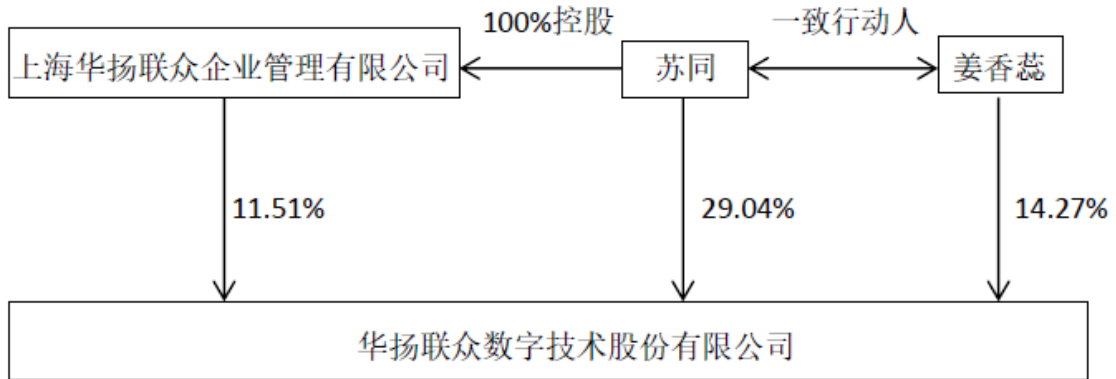 100%控股
一致行动人
上海华扬联众企业管理有限公司
苏同
姜香蕊
11.51%
29.04%
14.27%
华扬联众数字技术股份有限公司